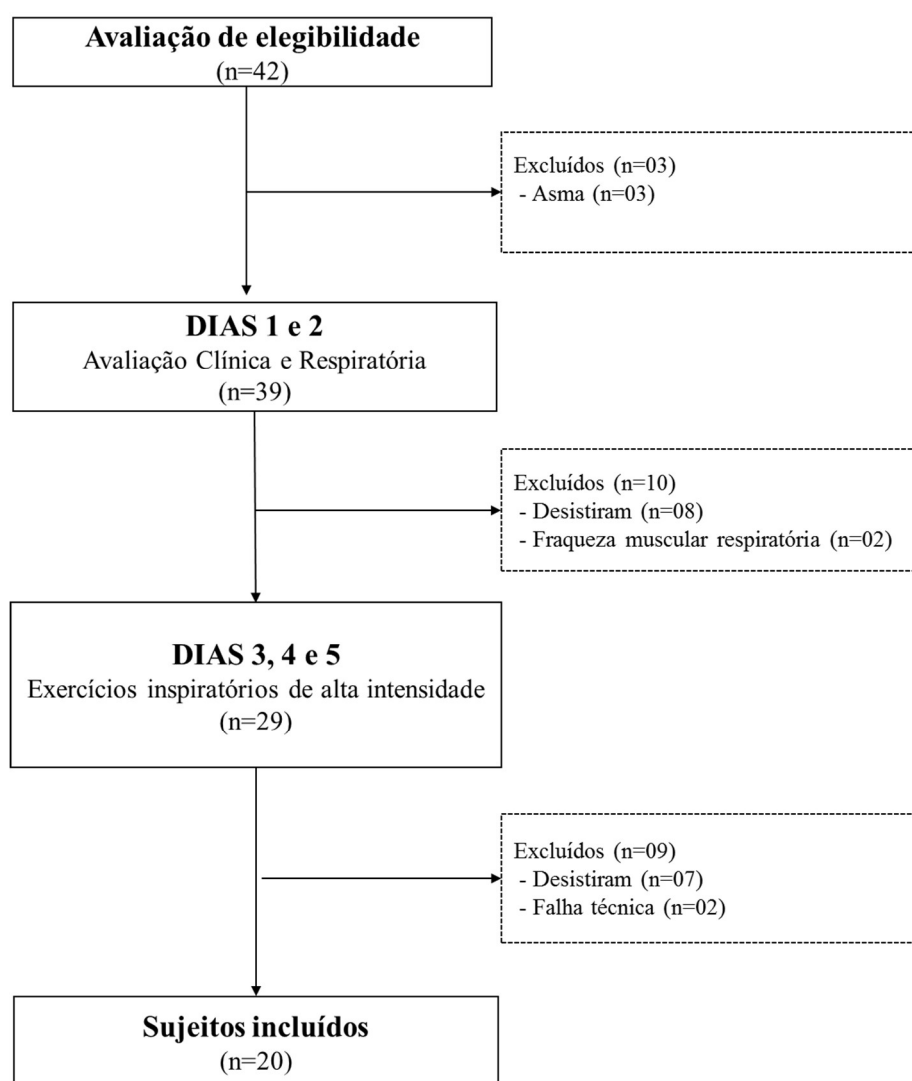 Avaliação de elegibilidade
(n=42)
Excluídos (n=03)
- Asma (n=03)
DIAS 1 e 2
Avaliação Clínica e Respiratória
(n=39)
Excluídos (n=10)
- Desistiram (n=08)
- Fraqueza muscular respiratória (n=02)
DIAS 3, 4 e 5
Exercícios inspiratórios de alta intensidade
(n=29)
Excluídos (n=09)
- Desistiram (n=07)
- Falha técnica (n=02)
Sujeitos incluídos
(n=20)